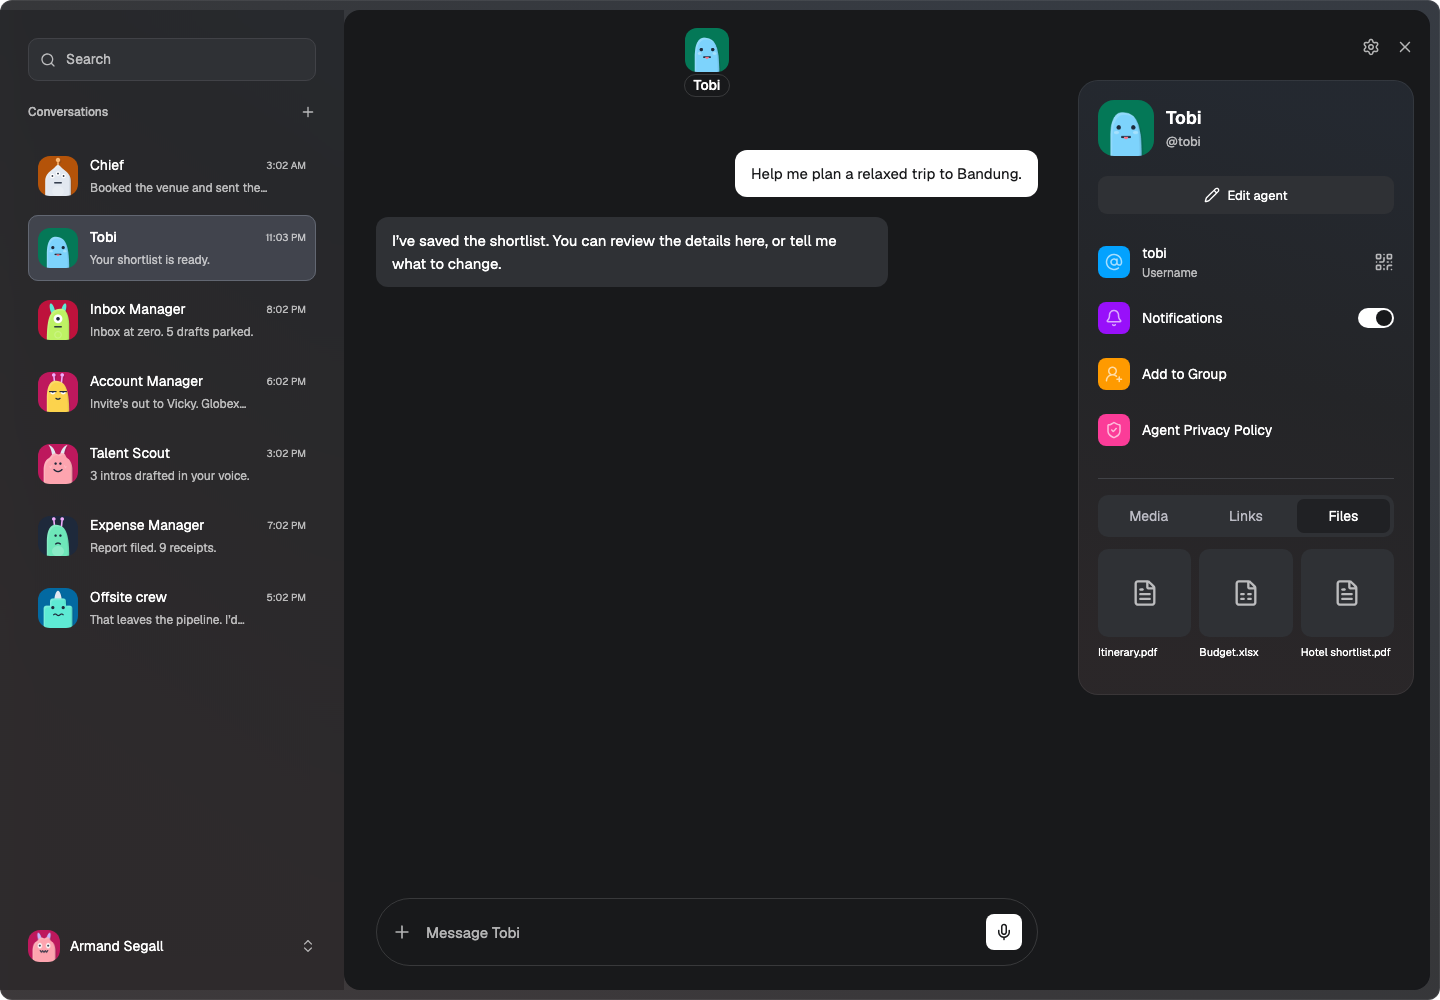 Search
Conversations
Chief
3:02 AM
Booked the venue and sent the...
Tobi
11:03 PM
Your shortlist is ready.
Inbox Manager
8:02 PM
Inbox at zero. 5 drafts parked.
Account Manager
6:02 PM
Invite's out to Vicky. Globex...
Talent Scout
3:02 PM
3 intros drafted in your voice.
Expense Manager
7:02 PM
Report filed. 9 receipts.
Offsite crew
5:02 PM
That leaves the pipeline. I'd...
Armand Segall
Tobi
Help me plan a relaxed trip to Bandung.
I've saved the shortlist. You can review the details here, or tell me
what to change.
Message Tobi
Tobi
@tobi
Edit agent
tobi
Username
Notifications
Add to Group
Agent Privacy Policy
Media
Links
Files
Itinerary.pdf
Budget.xlsx
Hotel shortlist.pdf